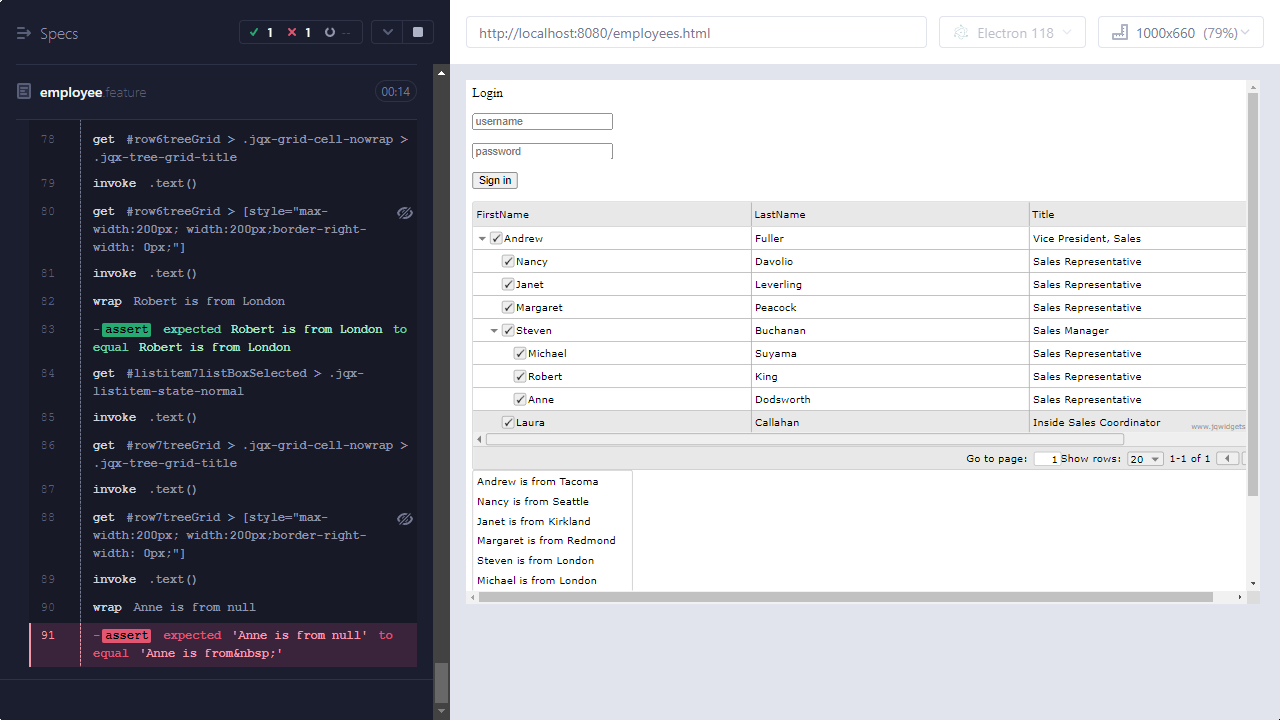 Specs
1
1
--
employee.feature
00:14
78 get #row6treeGrid > .jqx-grid-cell-nowrap >
.jqx-tree-grid-title
79 invoke .text()
80 get #row6treeGrid > [style="max-
width:200px; width:200px;border-right-
width: 0px;"]
81 invoke .text()
82 wrap Robert is from London
83 -assert expected Robert is from London to
equal Robert is from London
84 get #listitem7listBoxSelected > .jqx-
listitem-state-normal
85 invoke .text()
86 get #row7treeGrid > .jqx-grid-cell-nowrap >
.jqx-tree-grid-title
87 invoke .text()
88 get #row7treeGrid > [style="max-
width:200px; width:200px;border-right-
width: 0px;"]
89 invoke .text()
90 wrap Anne is from null
91 -assert expected 'Anne is from null' to
equal 'Anne is from&nbsp;'
http://localhost:8080/employees.html
Electron 118
1000x660 (79%)
Login
username
password
Sign in
FirstName LastName Title
Andrew Fuller Vice President, Sales
Nancy Davolio Sales Representative
Janet Leverling Sales Representative
Margaret Peacock Sales Representative
Steven Buchanan Sales Manager
Michael Suyama Sales Representative
Robert King Sales Representative
Anne Dodsworth Sales Representative
Laura Callahan Inside Sales Coordinator
www.jqwidgets
Go to page: 1 Show rows: 20 1-1 of 1
Andrew is from Tacoma
Nancy is from Seattle
Janet is from Kirkland
Margaret is from Redmond
Steven is from London
Michael is from London